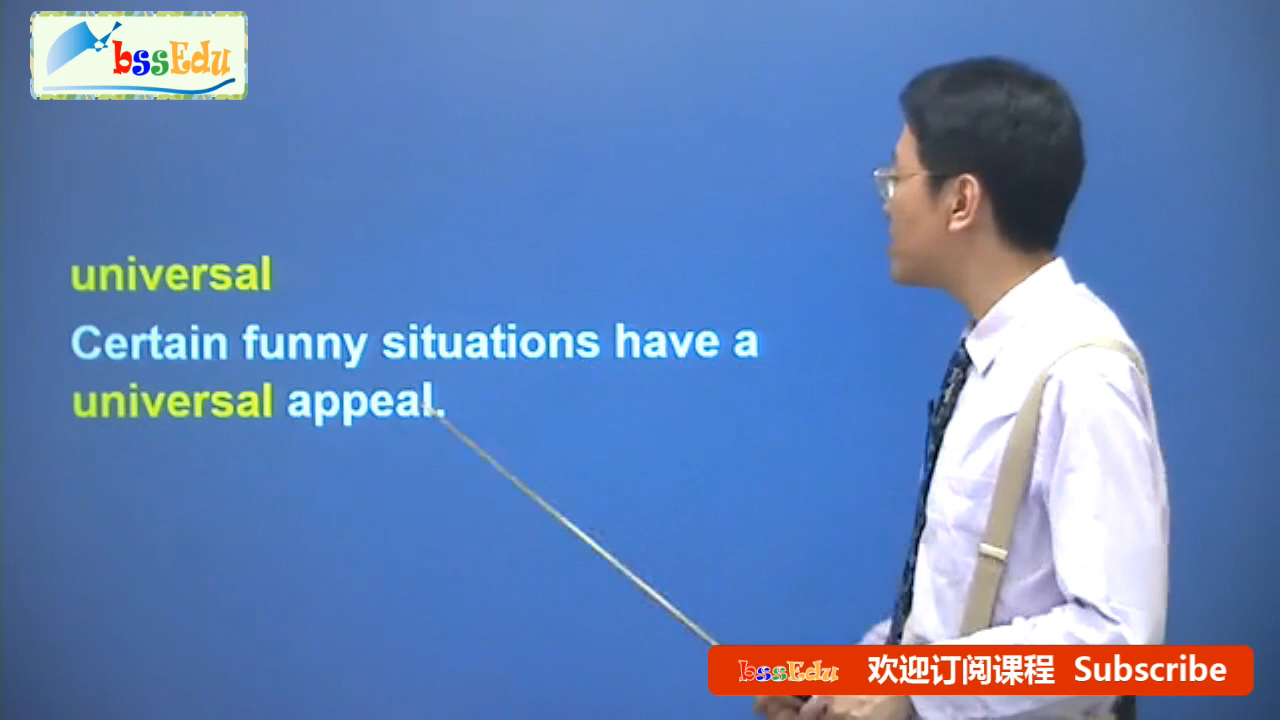 bssEdu
universal
Certain funny situations have a
universal appeal.
bssEdu 欢迎订阅课程 Subscribe